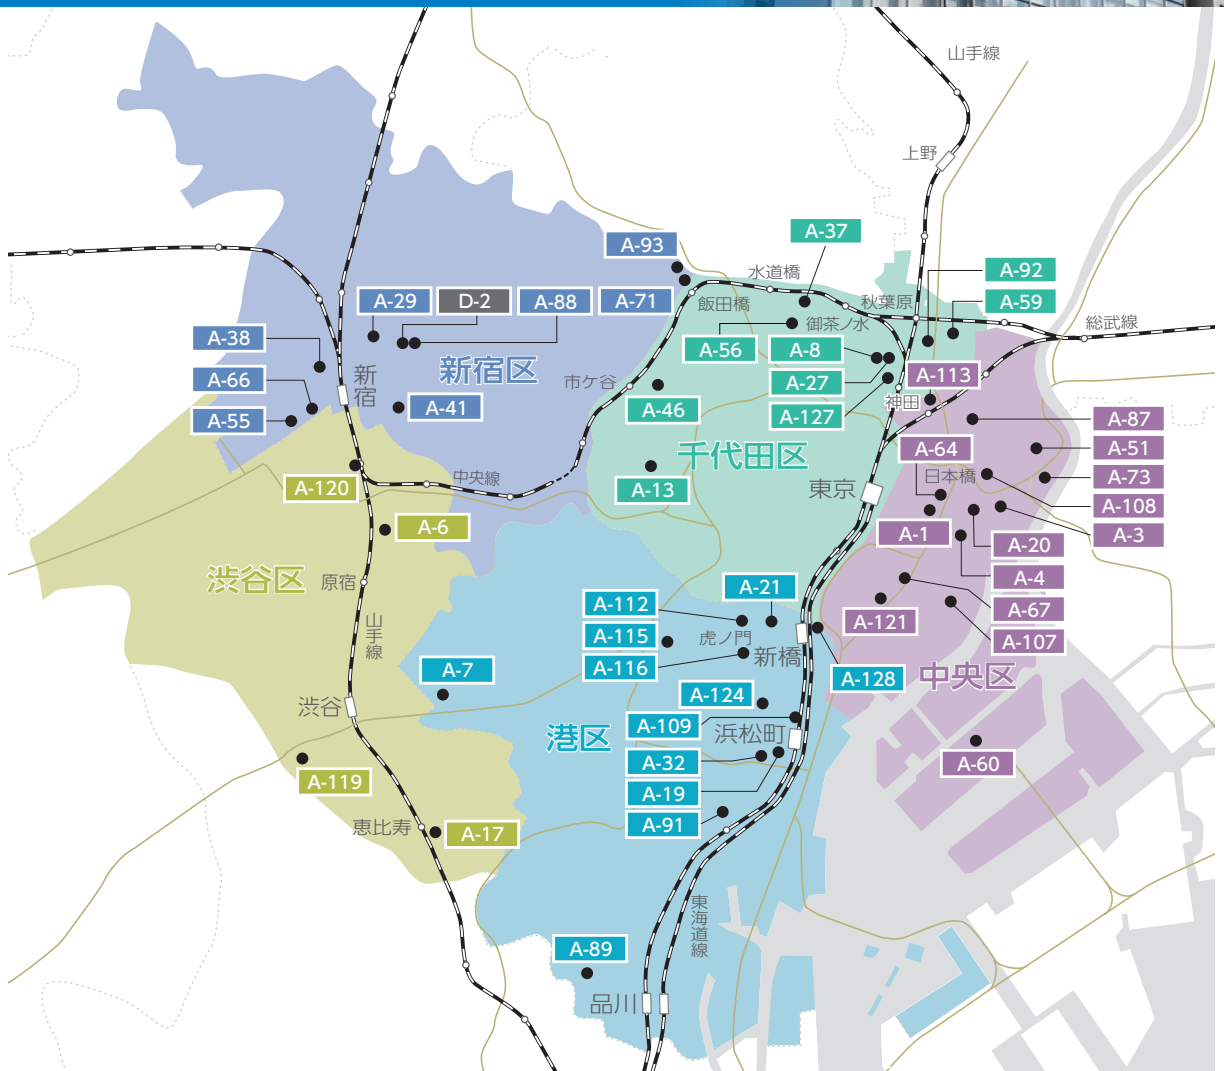 山手線
上野
A-37
A-93
水道橋
A-92
A-29
D-2
A-88
A-71
飯田橋
秋葉原
A-59
御茶ノ水
総武線
A-38
A-56
A-8
新宿
新宿区
市ケ谷
A-66
A-27
A-113
A-55
A-41
A-46
A-127
神田
A-87
千代田区
A-64
A-51
中央線
日本橋
A-73
A-120
A-13
東京
A-108
A-6
A-1
A-3
A-20
渋谷区
原宿
A-4
A-21
A-112
A-67
山手線
A-115
虎ノ門
A-121
A-107
新橋
A-116
A-7
A-128
中央区
A-124
渋谷
A-109
浜松町
港区
A-32
A-60
A-119
A-19
恵比寿
A-17
A-91
東海道線
A-89
品川